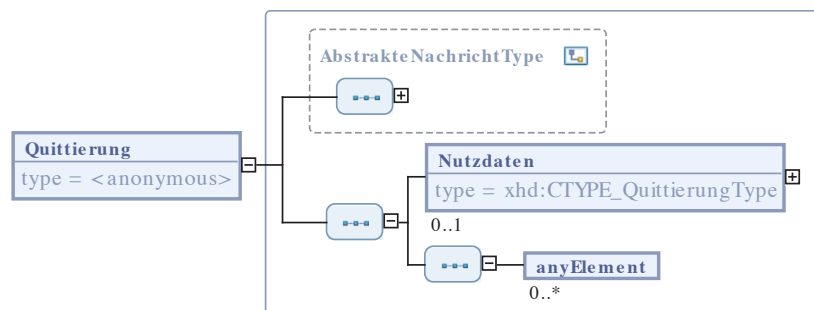 AbstrakteNachrichtType
Quittierung
type = <anonymous>
Nutzdaten
type = xhd:CTYPE_QuittierungType
0..1
anyElement
0..*